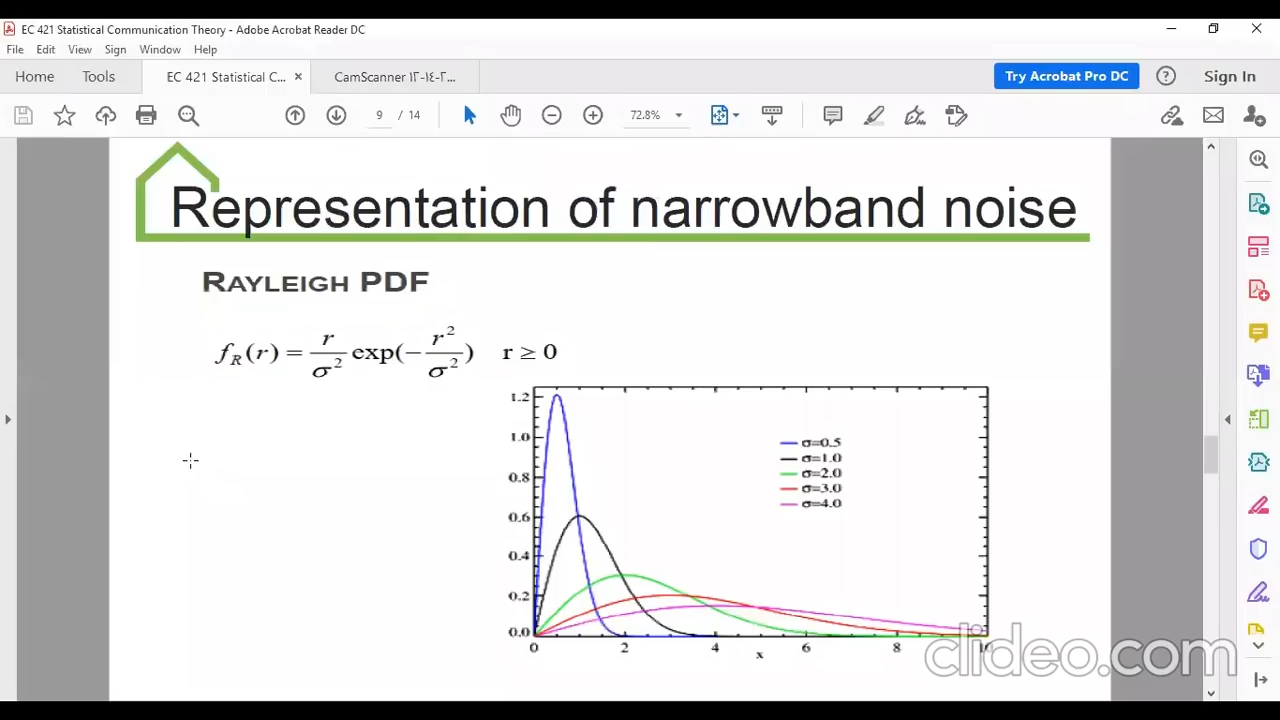 EC 421 Statistical Communication Theory - Adobe Acrobat Reader DC
File Edit View Sign Window Help
Home Tools EC 421 Statistical C... × CamScanner ١٢-٠١٤-٢... Try Acrobat Pro DC Sign In
9 / 14 72.8%
Representation of narrowband noise
RAYLEIGH PDF
f_R(r) = r/σ² exp(−r²/σ²) r ≥ 0
1.2
1.0
0.8
0.6
0.4
0.2
0.0
σ=0.5
σ=1.0
σ=2.0
σ=3.0
σ=4.0
0 2 4 6 8 10
x
clideo.com